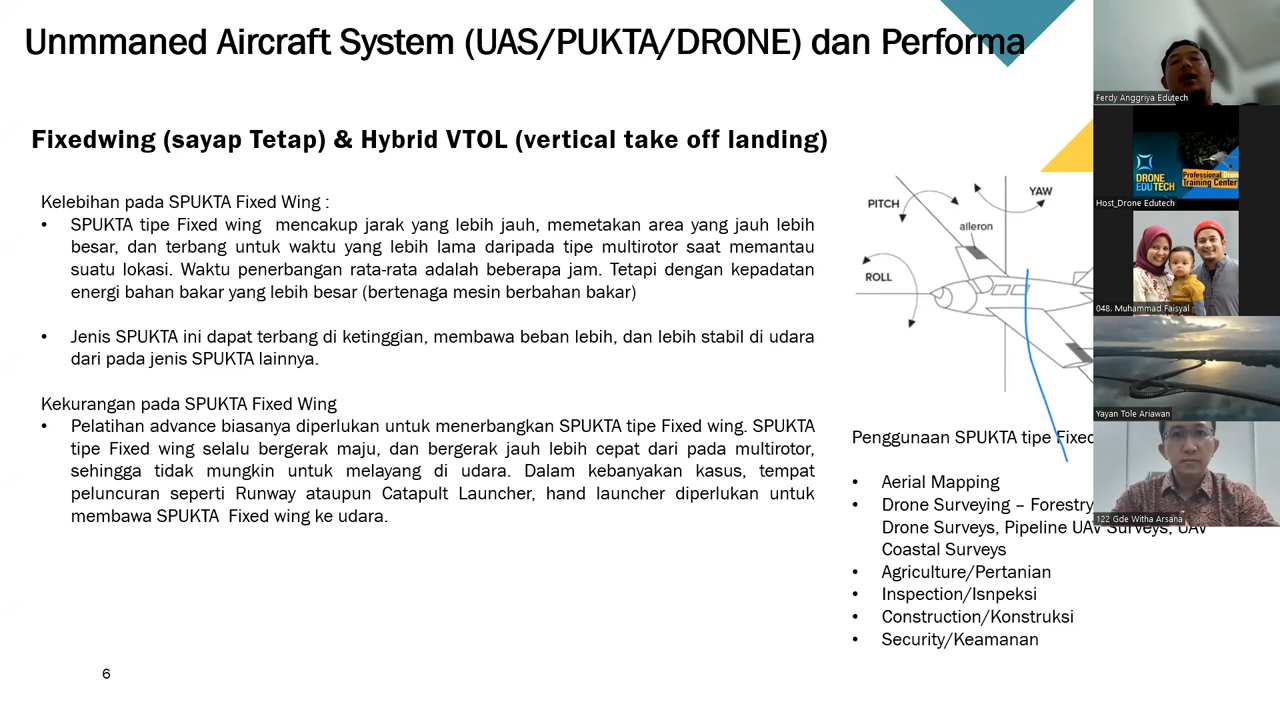 Unmmaned Aircraft System (UAS/PUKTA/DRONE) dan Performa
Fixedwing (sayap Tetap) & Hybrid VTOL (vertical take off landing)
Kelebihan pada SPUKTA Fixed Wing :
• SPUKTA tipe Fixed wing mencakup jarak yang lebih jauh, memetakan area yang jauh lebih
besar, dan terbang untuk waktu yang lebih lama daripada tipe multirotor saat memantau
suatu lokasi. Waktu penerbangan rata-rata adalah beberapa jam. Tetapi dengan kepadatan
energi bahan bakar yang lebih besar (bertenaga mesin berbahan bakar)
• Jenis SPUKTA ini dapat terbang di ketinggian, membawa beban lebih, dan lebih stabil di udara
dari pada jenis SPUKTA lainnya.
Kekurangan pada SPUKTA Fixed Wing
• Pelatihan advance biasanya diperlukan untuk menerbangkan SPUKTA tipe Fixed wing. SPUKTA
tipe Fixed wing selalu bergerak maju, dan bergerak jauh lebih cepat dari pada multirotor,
sehingga tidak mungkin untuk melayang di udara. Dalam kebanyakan kasus, tempat
peluncuran seperti Runway ataupun Catapult Launcher, hand launcher diperlukan untuk
membawa SPUKTA Fixed wing ke udara.
6
PITCH
YAW
aileron
ROLL
Penggunaan SPUKTA tipe Fixed
• Aerial Mapping
• Drone Surveying – Forestry
Drone Surveys, Pipeline UAV Surveys, UAV
Coastal Surveys
• Agriculture/Pertanian
• Inspection/Isnpeksi
• Construction/Konstruksi
• Security/Keamanan
Ferdy Anggriya Edutech
DRONE
EDUTECH
Professional Drone
Training Center
Host_Drone Edutech
048. Muhammad Faisyal
Yayan Tole Ariawan
122 Gde Witha Arsana